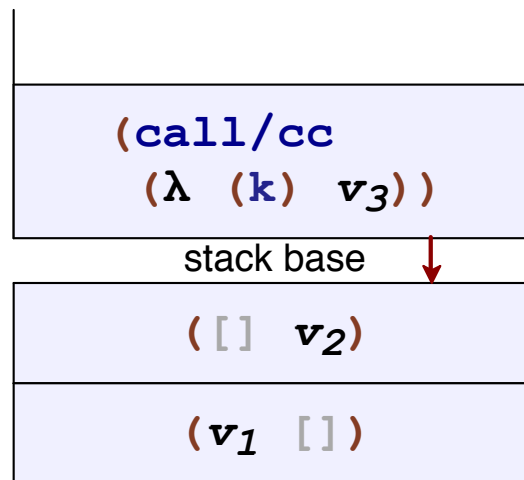 (call/cc
(λ (k) v3))
stack base
([] v2)
(v1 [])